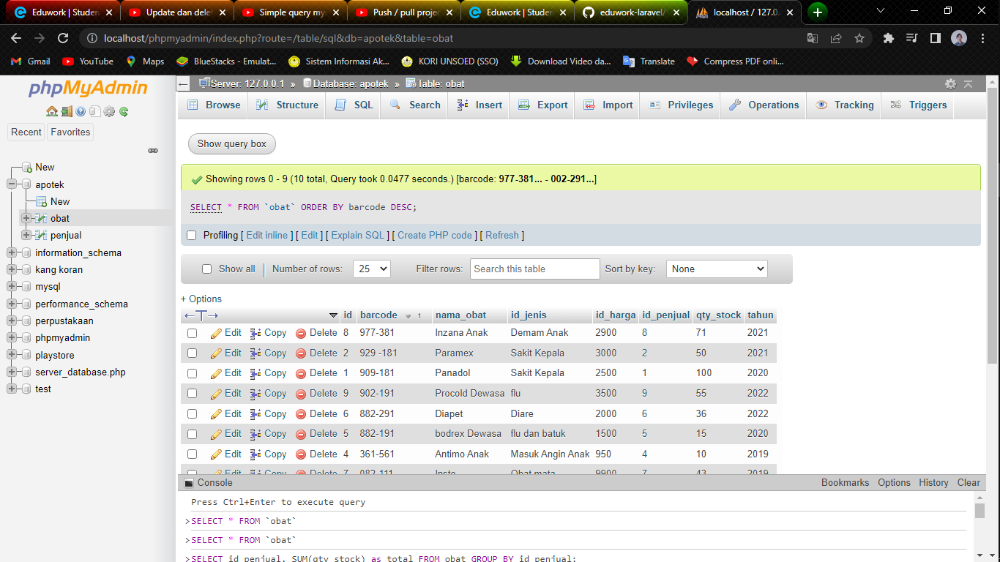 Eduwork | Studen
Update dan delet
Simple query mys
Push / pull projec
Eduwork | Studen
eduwork-laravel/
localhost / 127.0.
localhost/phpmyadmin/index.php?route=/table/sql&db=apotek&table=obat
Gmail
YouTube
Maps
BlueStacks - Emulat...
Sistem Informasi Ak...
KORI UNSOED (SSO)
Download Video da...
Translate
Compress PDF onli...
phpMyAdmin
Recent
Favorites
New
apotek
New
obat
penjual
information_schema
kang koran
mysql
performance_schema
perpustakaan
phpmyadmin
playstore
server_database.php
test
Server: 127.0.0.1 » Database: apotek » Table: obat
Browse
Structure
SQL
Search
Insert
Export
Import
Privileges
Operations
Tracking
Triggers
Show query box
Showing rows 0 - 9 (10 total, Query took 0.0477 seconds.) [barcode: 977-381... - 002-291...]
SELECT * FROM `obat` ORDER BY barcode DESC;
Profiling [ Edit inline ] [ Edit ] [ Explain SQL ] [ Create PHP code ] [ Refresh ]
Show all | Number of rows: 25 Filter rows: Search this table Sort by key: None
+ Options
id barcode 1 nama_obat id_jenis id_harga id_penjual qty_stock tahun
Edit Copy Delete 8 977-381 Inzana Anak Demam Anak 2900 8 71 2021
Edit Copy Delete 2 929 -181 Paramex Sakit Kepala 3000 2 50 2021
Edit Copy Delete 1 909-181 Panadol Sakit Kepala 2500 1 100 2020
Edit Copy Delete 9 902-191 Procold Dewasa flu 3500 9 55 2022
Edit Copy Delete 6 882-291 Diapet Diare 2000 6 36 2022
Edit Copy Delete 5 882-191 bodrex Dewasa flu dan batuk 1500 5 15 2020
Edit Copy Delete 4 361-561 Antimo Anak Masuk Angin Anak 950 4 10 2019
Edit Copy Delete 7 082-111 Insto Obat mata 9900 7 43 2019
Console
Bookmarks Options History Clear
Press Ctrl+Enter to execute query
>SELECT * FROM `obat`
>SELECT * FROM `obat`
>SELECT id_penjual, SUM(qty_stock) as total FROM obat GROUP BY id_penjual;